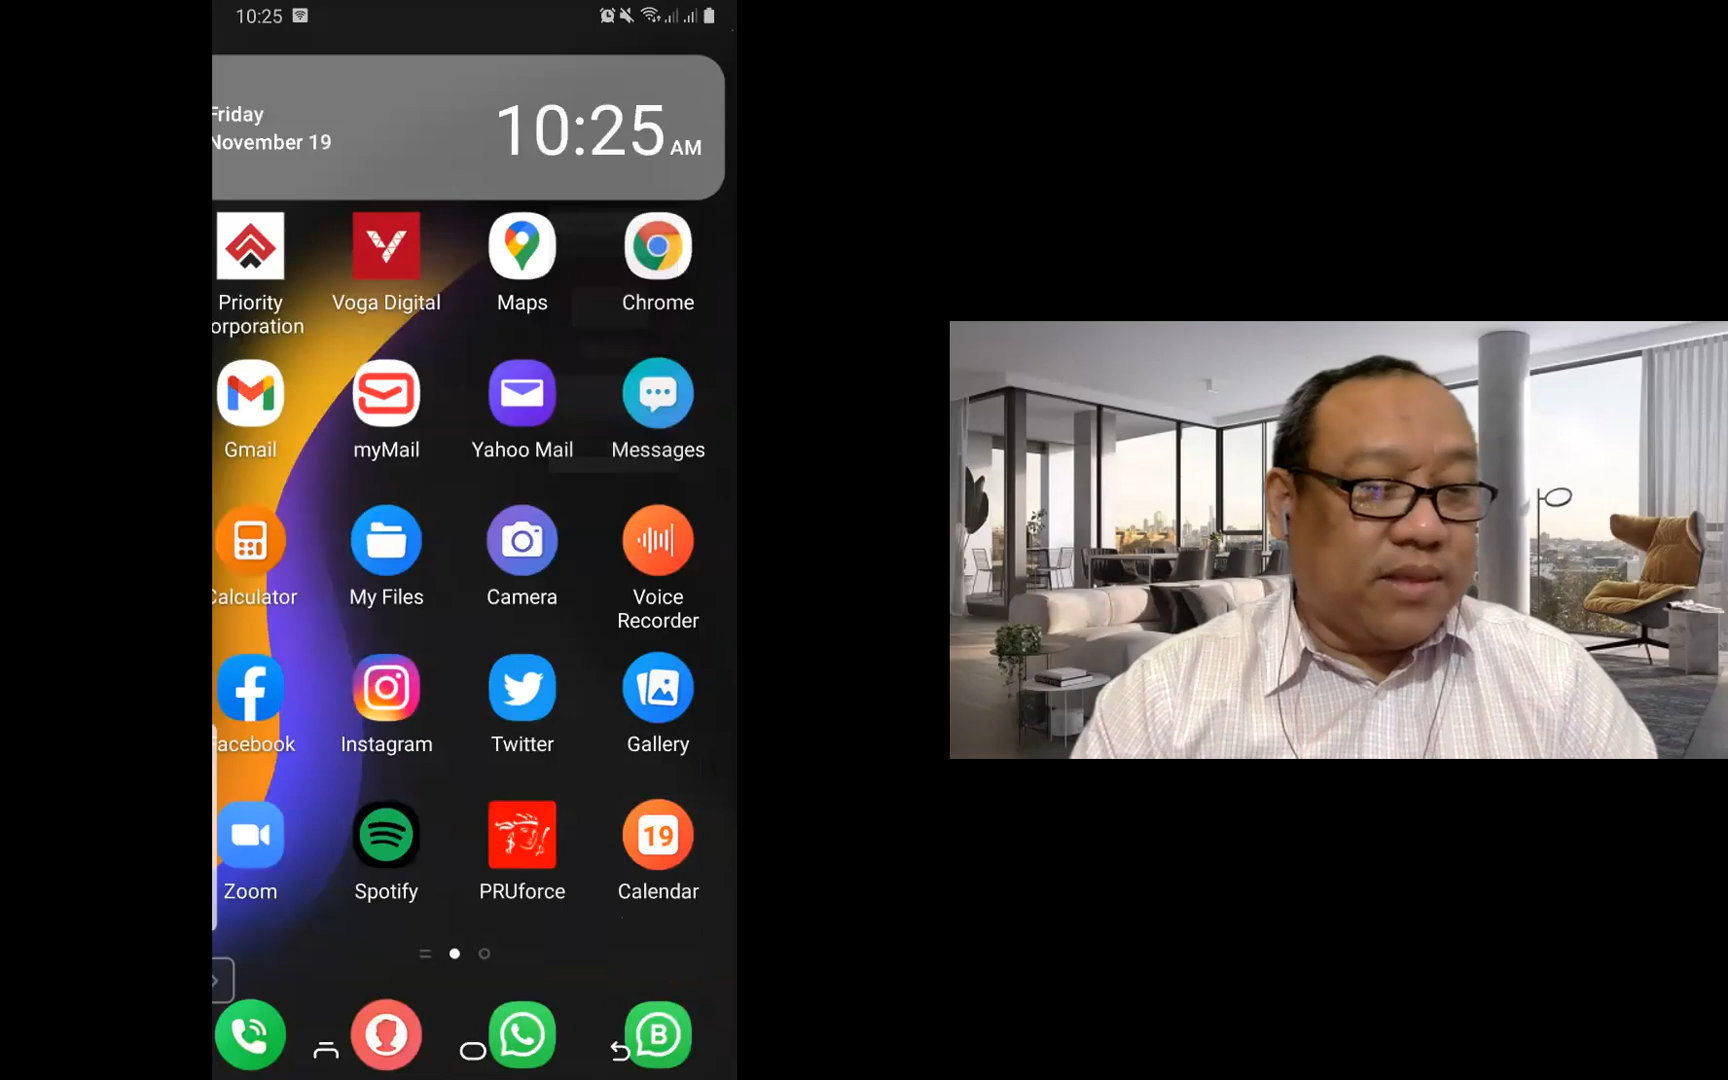 10:25
Friday
November 19
10:25 AM
Priority
orporation
Voga Digital
Maps
Chrome
Gmail
myMail
Yahoo Mail
Messages
Calculator
My Files
Camera
Voice
Recorder
acebook
Instagram
Twitter
Gallery
Zoom
Spotify
PRUforce
19
Calendar
B